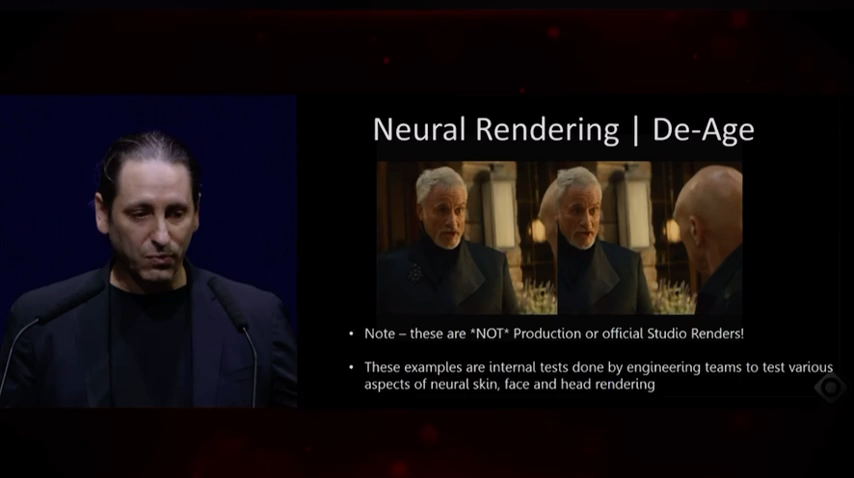 Neural Rendering | De-Age
• Note – these are *NOT* Production or official Studio Renders!
• These examples are internal tests done by engineering teams to test various
aspects of neural skin, face and head rendering